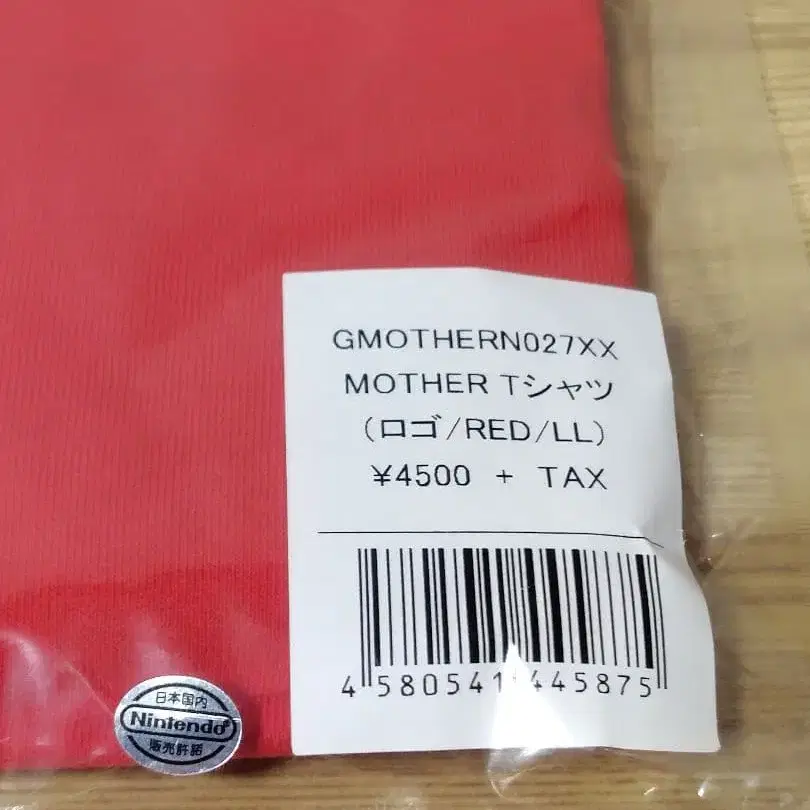 GMOTHERN027XX
MOTHER Tシャツ
(ロゴ/RED/LL)
¥4500 + TAX
4 580541 445875
日本国内
Nintendo®
販売許諾